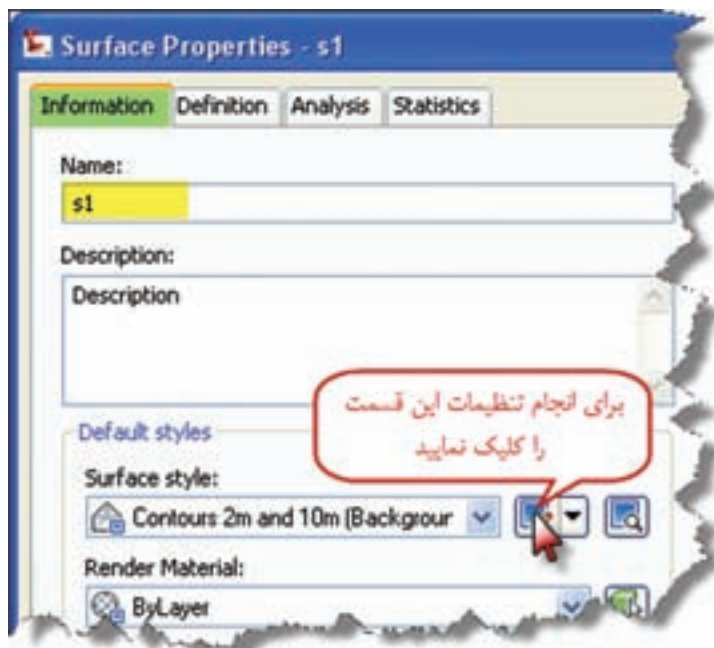 Surface Properties - s1
Information Definition Analysis Statistics
Name:
s1
Description:
Description
برای انجام تنظیمات این قسمت
را کلیک نمایید
Default styles
Surface style:
Contours 2m and 10m (Backgrour
Render Material:
ByLayer